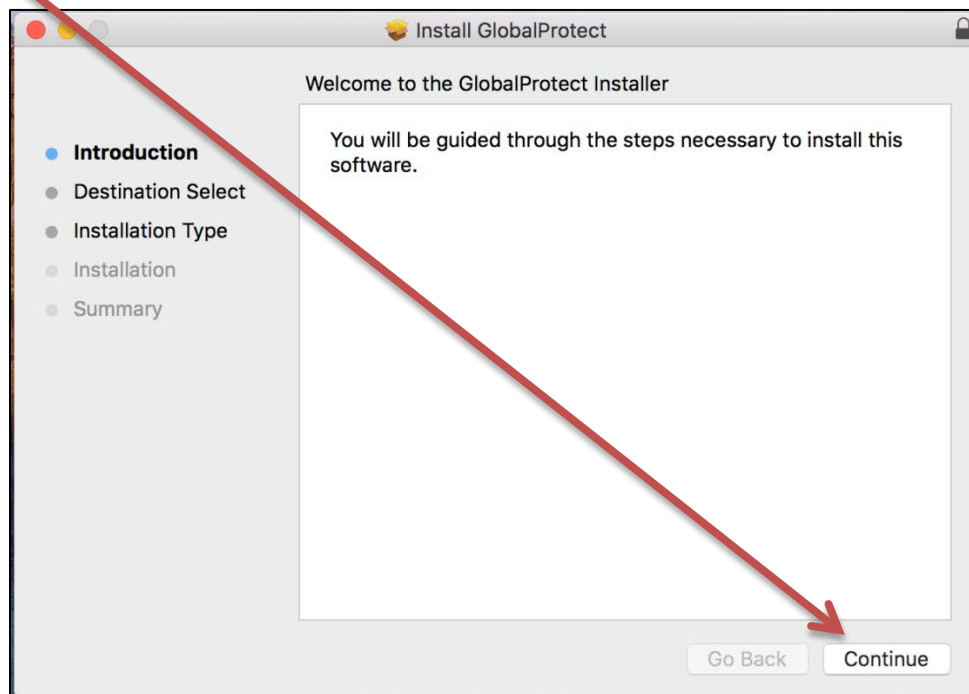 Install GlobalProtect
Welcome to the GlobalProtect Installer
Introduction
Destination Select
Installation Type
Installation
Summary
You will be guided through the steps necessary to install this
software.
Go Back
Continue